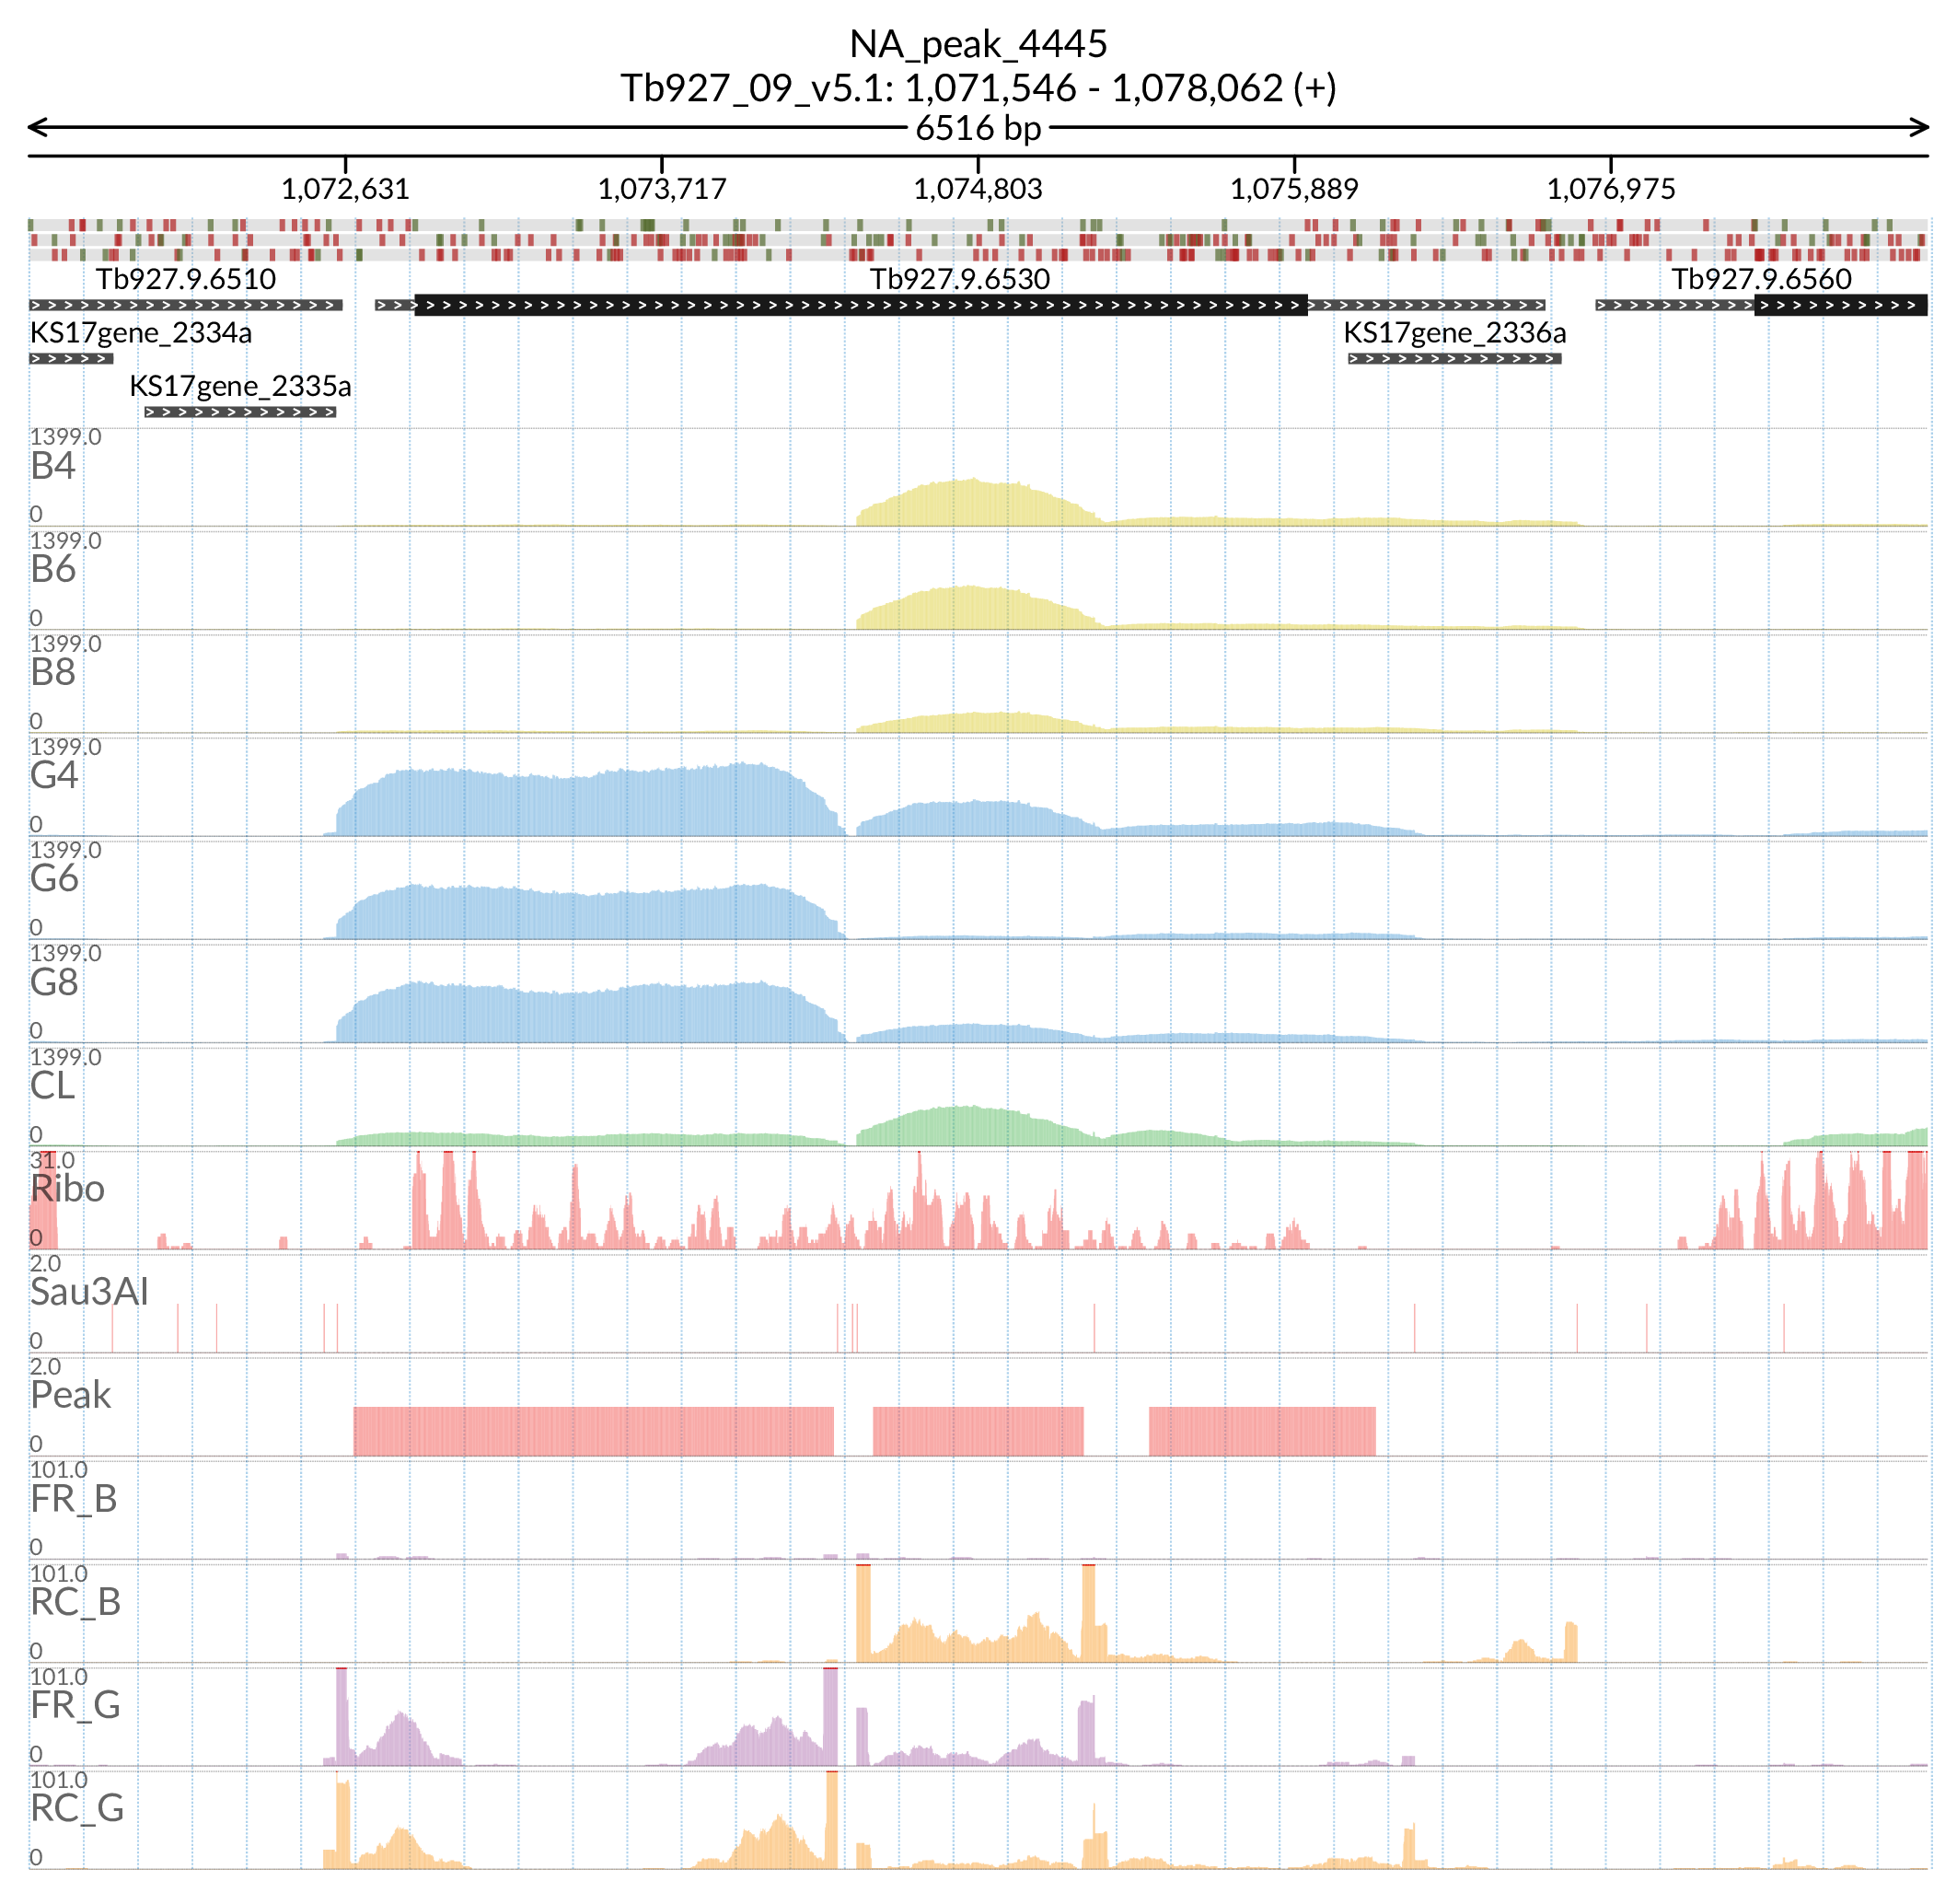 NA_peak_4445
Tb927_09_v5.1: 1,071,546 - 1,078,062 (+)
6516 bp
1,072,631 1,073,717 1,074,803 1,075,889 1,076,975
Tb927.9.6510 Tb927.9.6530 Tb927.9.6560
KS17gene_2334a KS17gene_2336a
KS17gene_2335a
1399.0
B4
0
1399.0
B6
0
1399.0
B8
0
1399.0
G4
0
1399.0
G6
0
1399.0
G8
0
1399.0
CL
0
31.0
Ribo
0
2.0
Sau3AI
0
2.0
Peak
0
101.0
FR_B
0
101.0
RC_B
0
101.0
FR_G
0
101.0
RC_G
0